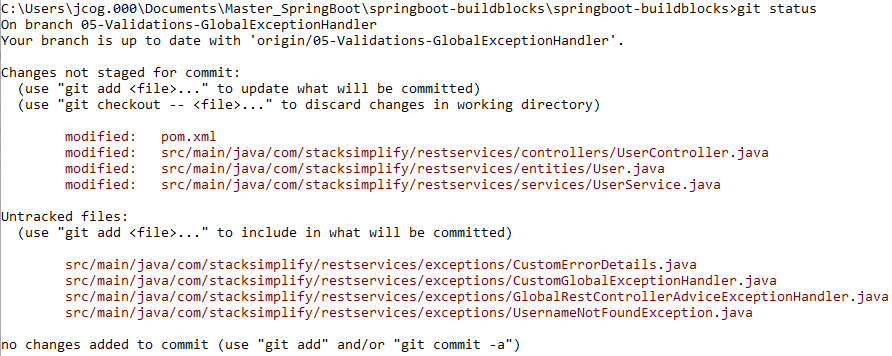 C:\Users\jcog.000\Documents\Master_SpringBoot\springboot-buildblocks\springboot-buildblocks>git status
On branch 05-Validations-GlobalExceptionHandler
Your branch is up to date with 'origin/05-Validations-GlobalExceptionHandler'.

Changes not staged for commit:
  (use "git add <file>..." to update what will be committed)
  (use "git checkout -- <file>..." to discard changes in working directory)

        modified:   pom.xml
        modified:   src/main/java/com/stacksimplify/restservices/controllers/UserController.java
        modified:   src/main/java/com/stacksimplify/restservices/entities/User.java
        modified:   src/main/java/com/stacksimplify/restservices/services/UserService.java

Untracked files:
  (use "git add <file>..." to include in what will be committed)

        src/main/java/com/stacksimplify/restservices/exceptions/CustomErrorDetails.java
        src/main/java/com/stacksimplify/restservices/exceptions/CustomGlobalExceptionHandler.java
        src/main/java/com/stacksimplify/restservices/exceptions/GlobalRestControllerAdviceExceptionHandler.java
        src/main/java/com/stacksimplify/restservices/exceptions/UsernameNotFoundException.java

no changes added to commit (use "git add" and/or "git commit -a")